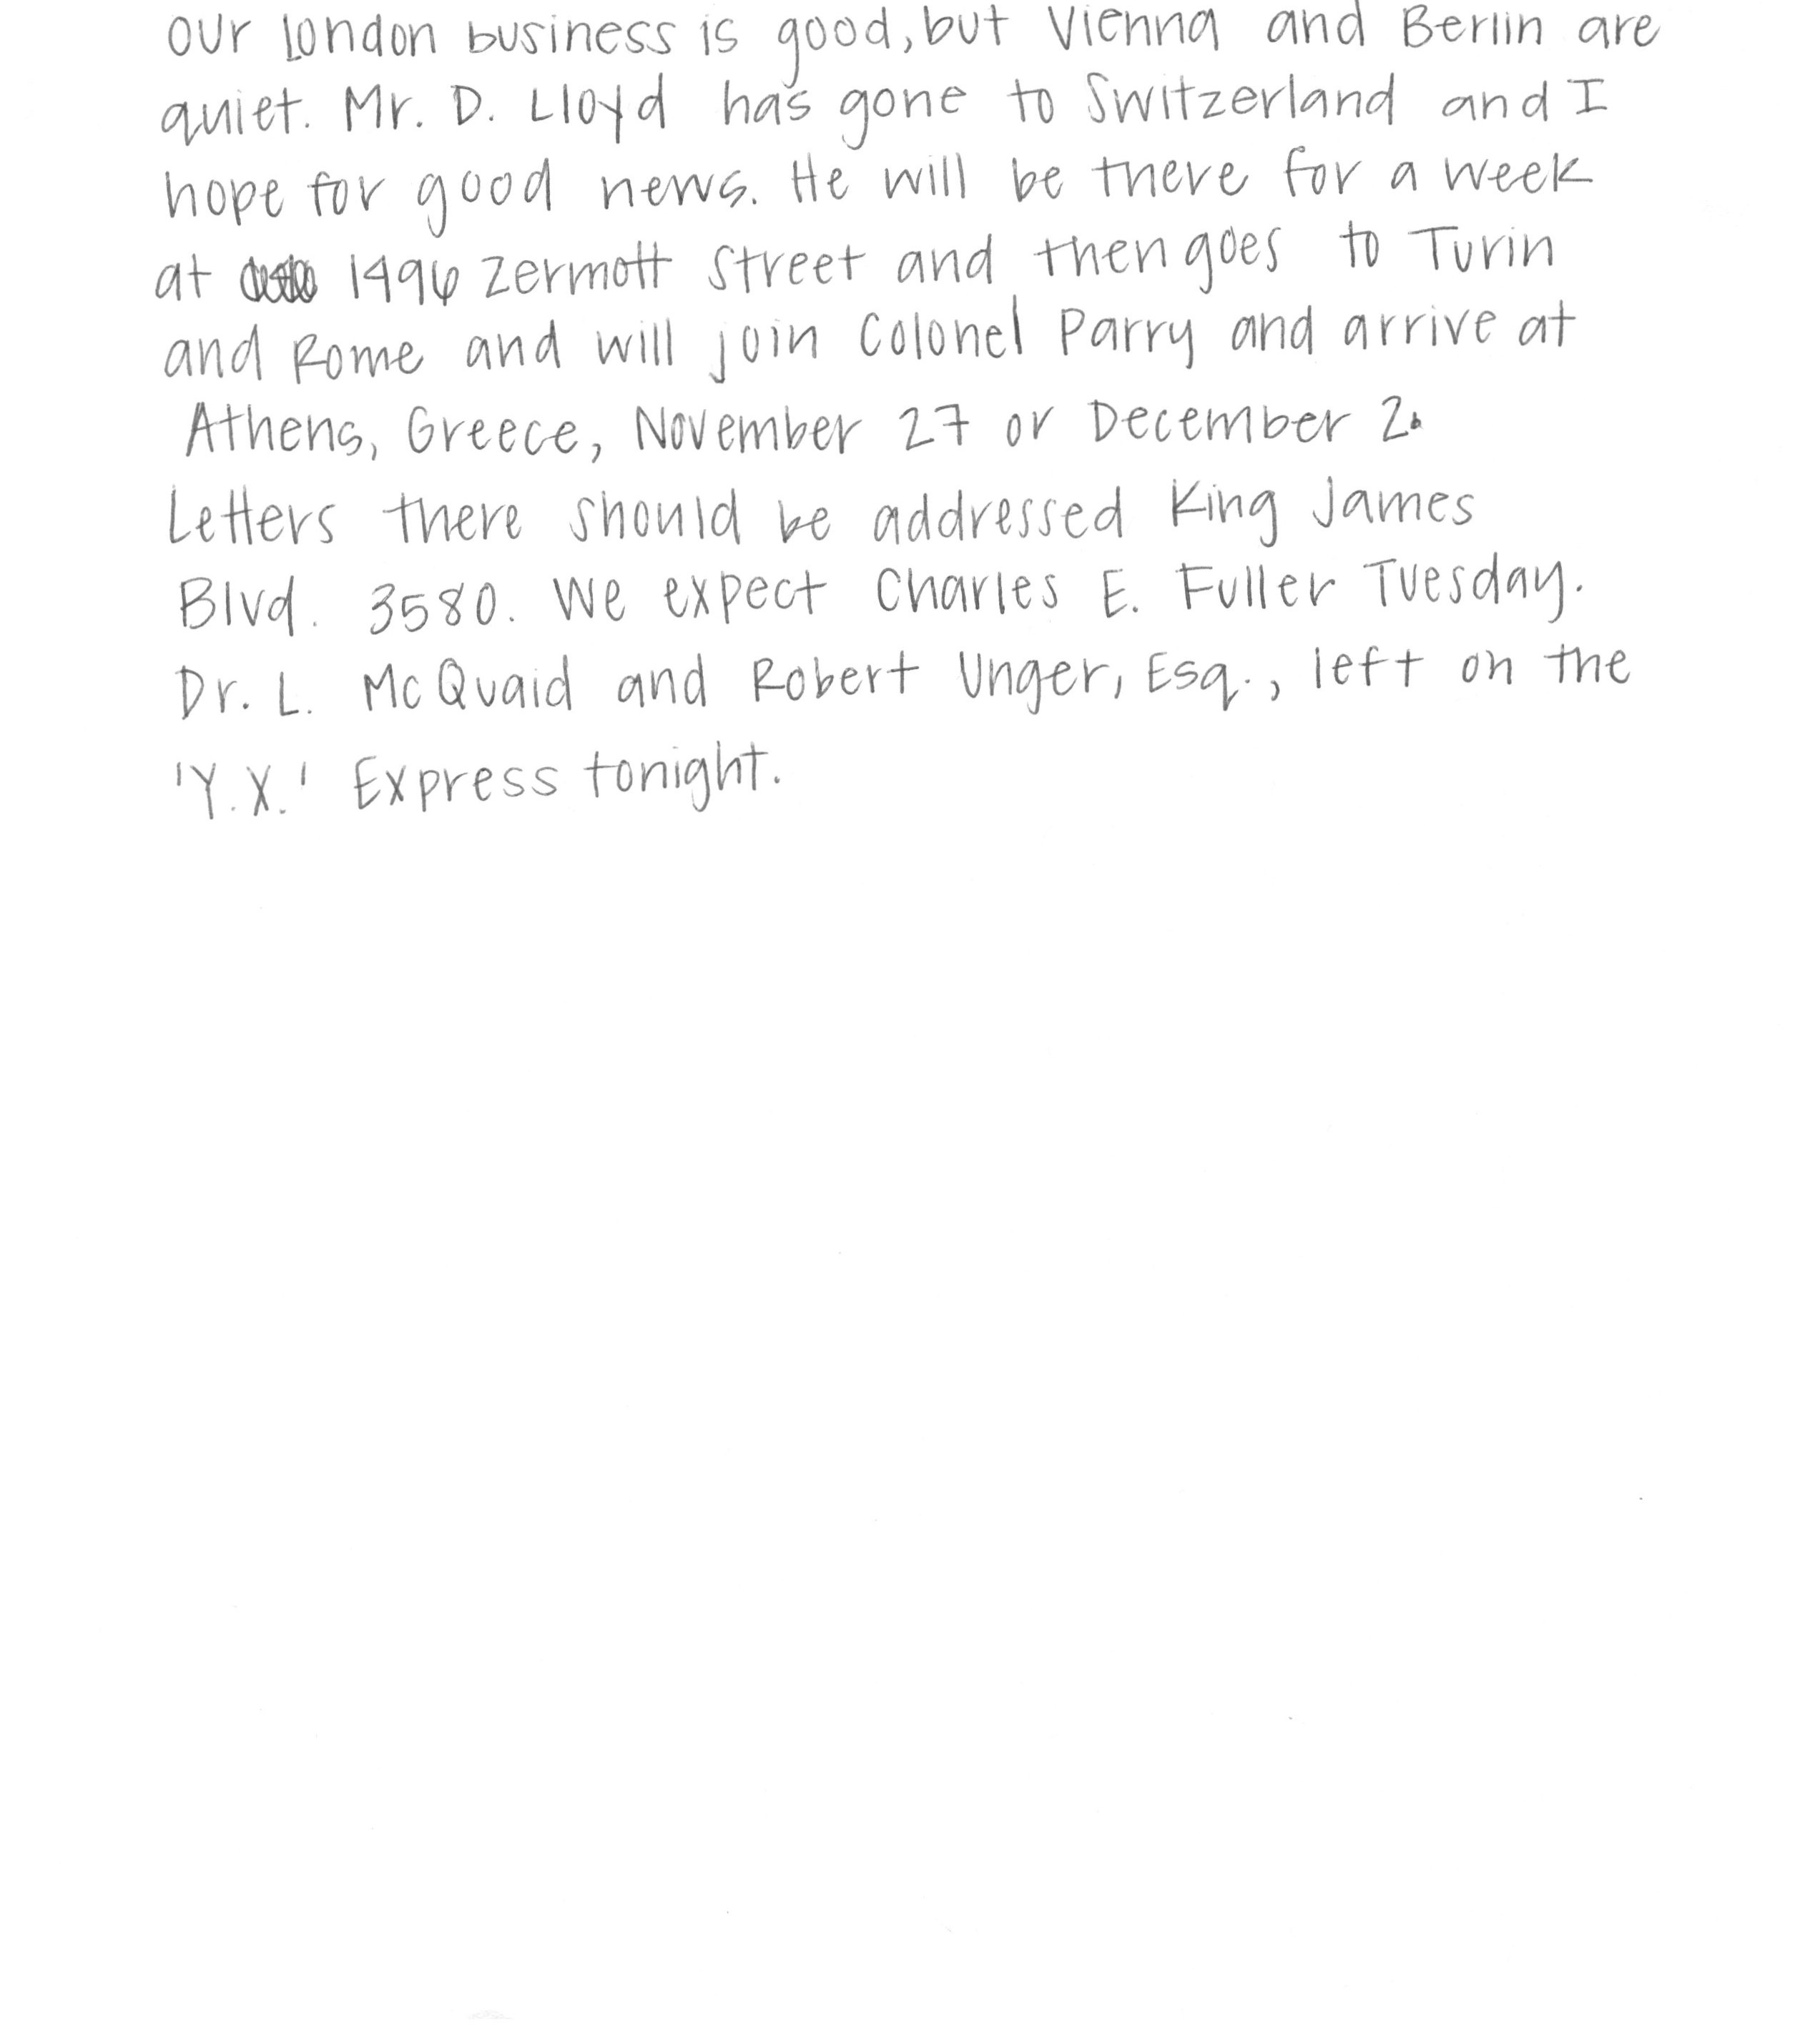 Our London business is good, but Vienna and Berlin are
quiet. Mr. D. Lloyd has gone to Switzerland and I
hope for good news. He will be there for a week
at 1496 Zermott Street and then goes to Turin
and Rome and will join Colonel Parry and arrive at
Athens, Greece, November 27 or December 2.
Letters there should be addressed King James
Blvd. 3580. We expect Charles E. Fuller Tuesday.
Dr. L. McQuaid and Robert Unger, Esq., left on the
'Y.X.' Express tonight.